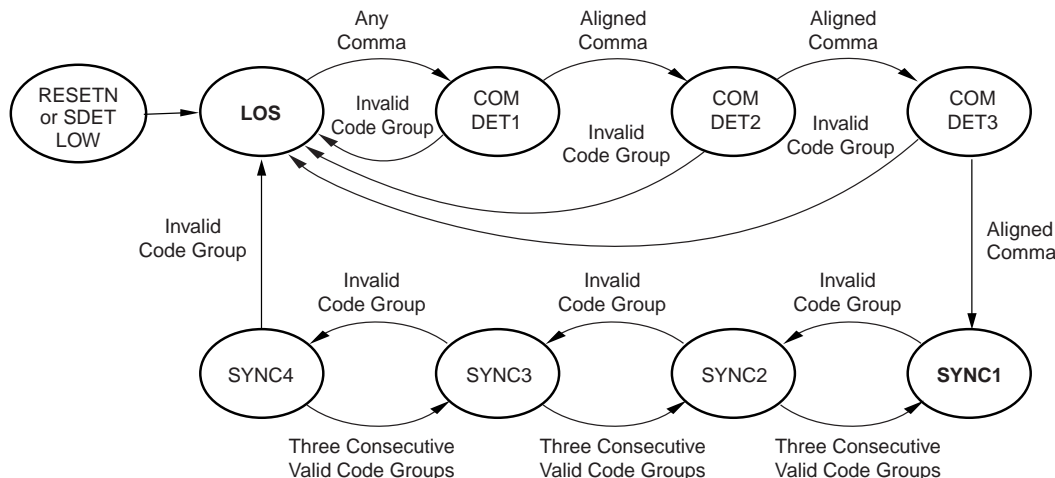 Any
Comma
Aligned
Comma
Aligned
Comma
RESETN
or SDET
LOW
LOS
Invalid
Code Group
COM
DET1
Invalid
Code Group
COM
DET2
Invalid
Code Group
COM
DET3
Invalid
Code Group
Aligned
Comma
Invalid
Code Group
Invalid
Code Group
Invalid
Code Group
SYNC4
SYNC3
SYNC2
SYNC1
Three Consecutive
Valid Code Groups
Three Consecutive
Valid Code Groups
Three Consecutive
Valid Code Groups